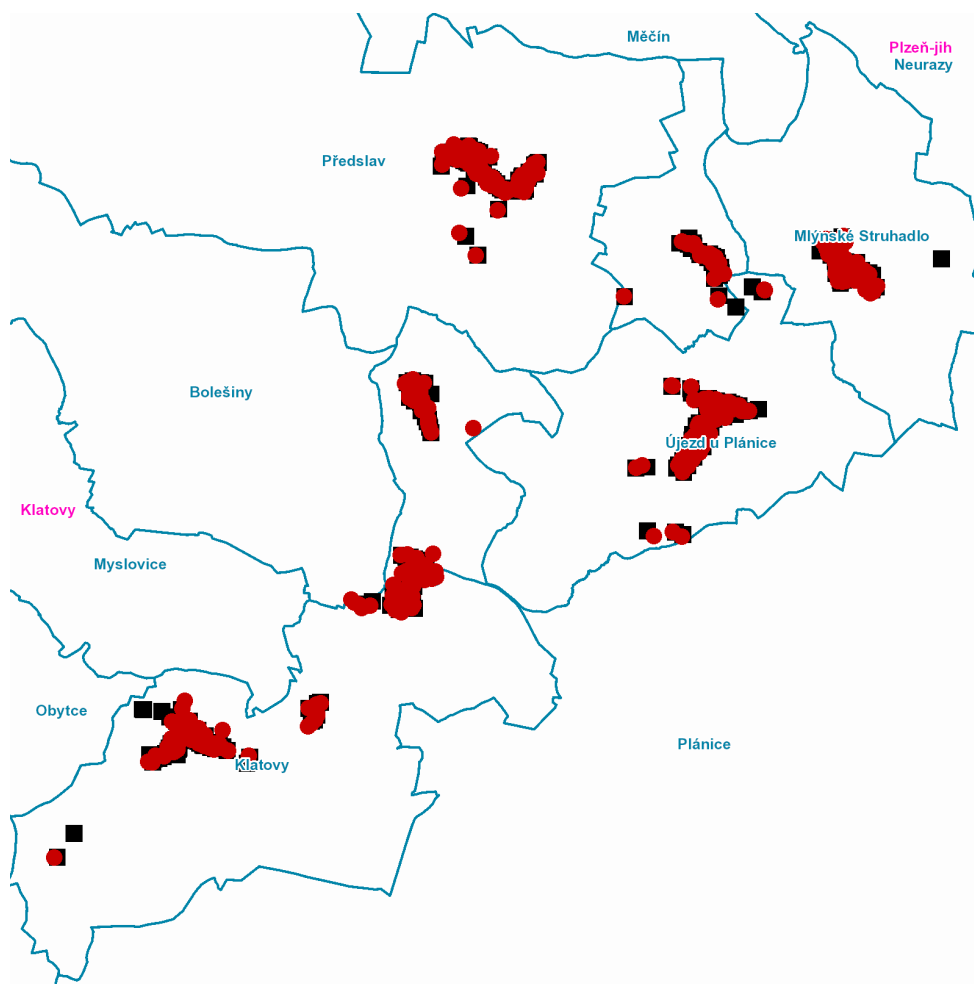 Měčín
Plzeň-jih
Neurazy
Předslav
Mlýnské Struhadlo
Bolešiny
Újezd u Plánice
Klatovy
Myslovice
Obytce
Plánice
Klatovy